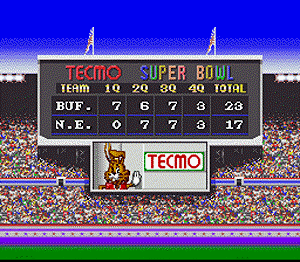 TECMO SUPER BOWL
TEAM 1Q 2Q 3Q 4Q TOTAL
BUF. 7 6 7 3 23
N.E. 0 7 7 3 17
TECMO